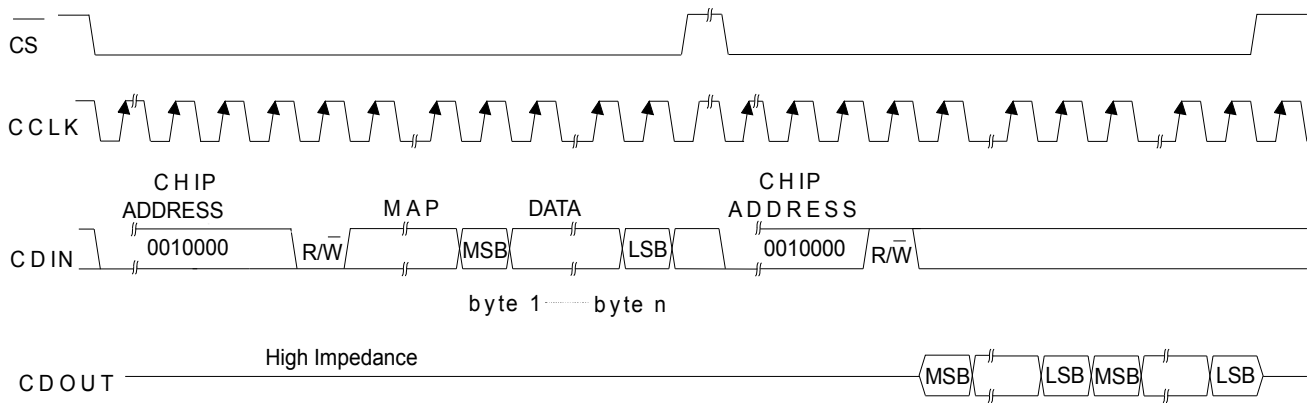 CS
CCLK
CHIP
ADDRESS
MAP
DATA
CHIP
ADDRESS
CDIN
0010000
R/W
MSB
LSB
0010000
R/W
byte 1
byte n
High Impedance
CDOUT
MSB
LSB
MSB
LSB